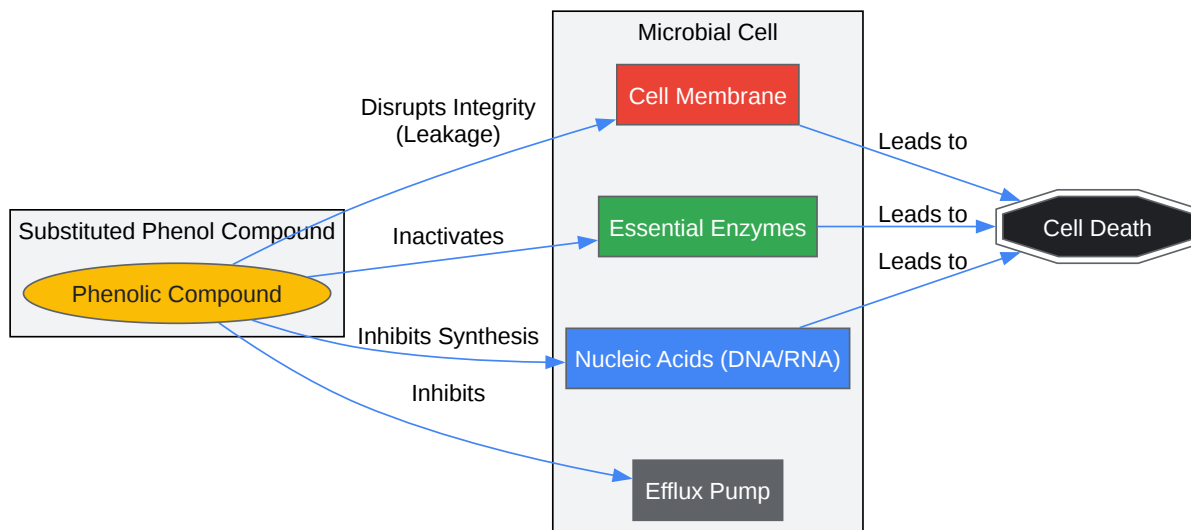 Microbial Cell
Cell Membrane
Disrupts Integrity
(Leakage)
Leads to
Substituted Phenol Compound
Inactivates
Essential Enzymes
Leads to
Cell Death
Leads to
Phenolic Compound
Inhibits Synthesis
Nucleic Acids (DNA/RNA)
Inhibits
Efflux Pump